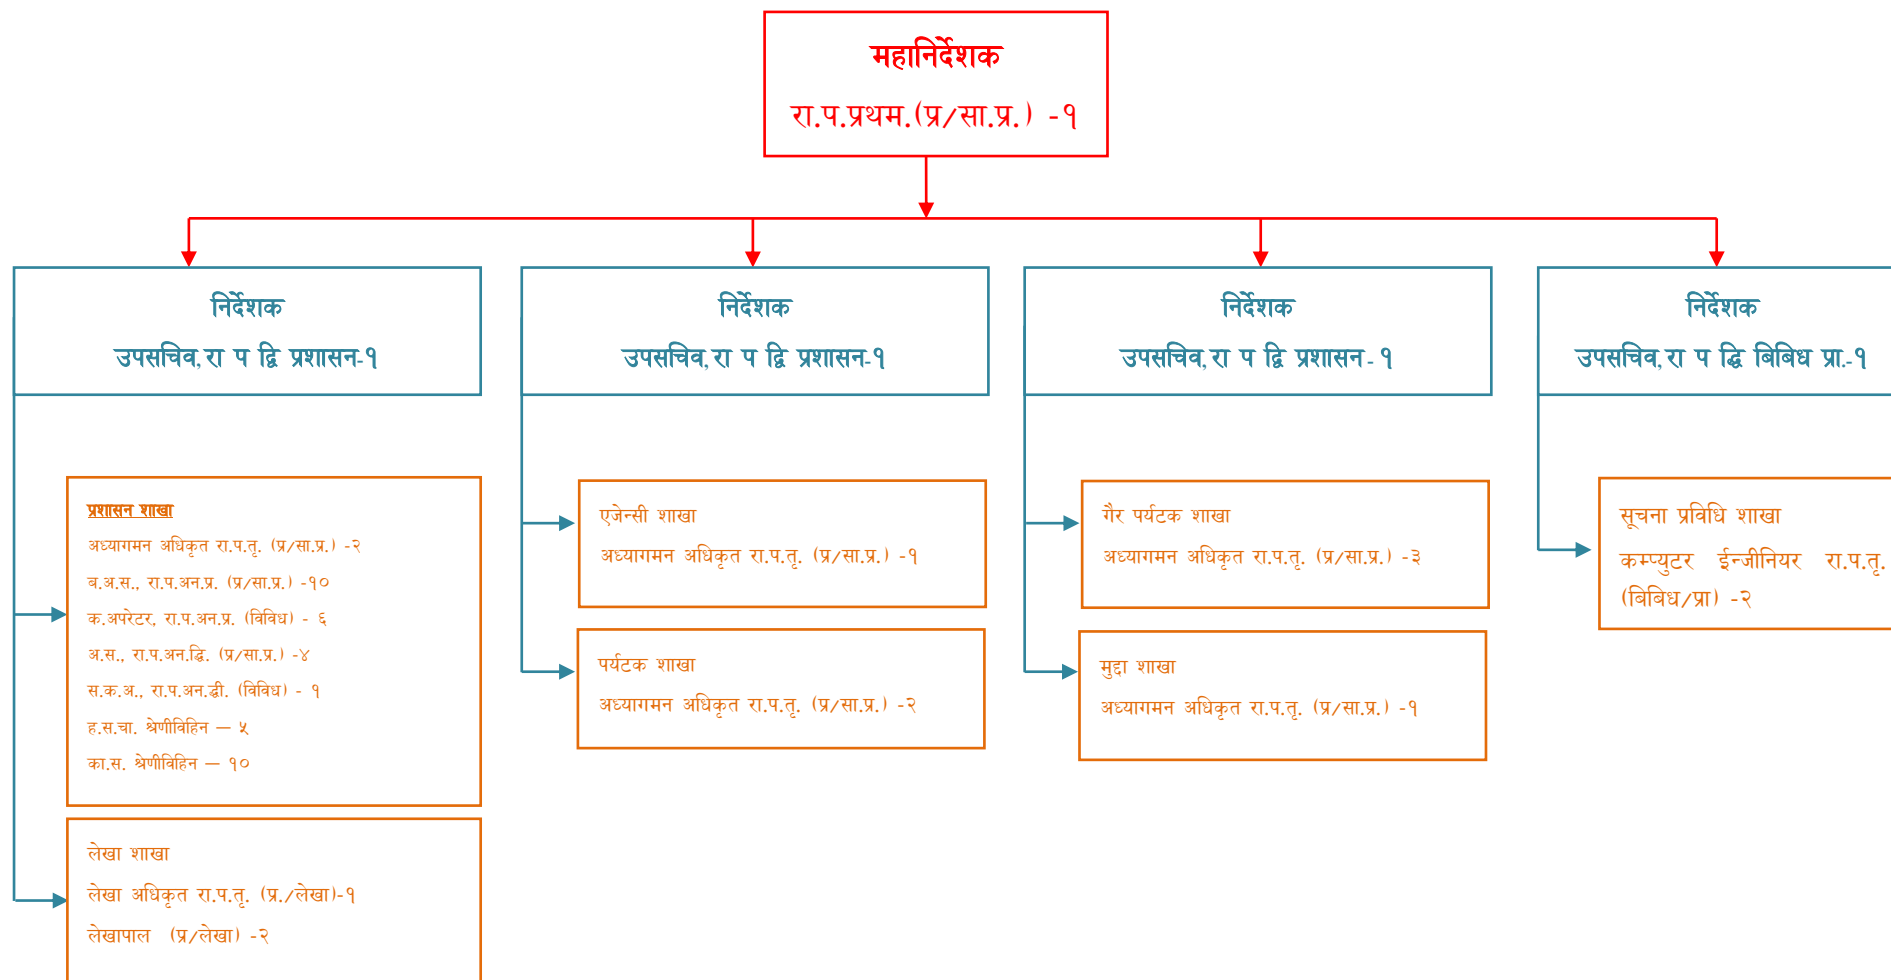 महानिर्देशक
रा.प.प्रथम.(प्र/सा.प्र.) -१
निर्देशक
उपसचिव,रा प द्वि प्रशासन-१
निर्देशक
उपसचिव,रा प द्वि प्रशासन-१
निर्देशक
उपसचिव,रा प द्वि प्रशासन- १
निर्देशक
उपसचिव,रा प द्धि बिबिध प्रा.-१
प्रशासन शाखा
अध्यागमन अधिकृत रा.प.तृ. (प्र/सा.प्र.) -२
ब.अ.स., रा.प.अन.प्र. (प्र/सा.प्र.) -१०
क.अपरेटर, रा.प.अन.प्र. (विविध) - ६
अ.स., रा.प.अन.द्धि. (प्र/सा.प्र.) -४
स.क.अ., रा.प.अन.द्धी. (विविध) - १
ह.स.चा. श्रेणीविहिन — ५
का.स. श्रेणीविहिन — १०
लेखा शाखा
लेखा अधिकृत रा.प.तृ. (प्र./लेखा)-१
लेखापाल (प्र/लेखा) -२
एजेन्सी शाखा
अध्यागमन अधिकृत रा.प.तृ. (प्र/सा.प्र.) -१
पर्यटक शाखा
अध्यागमन अधिकृत रा.प.तृ. (प्र/सा.प्र.) -२
गैर पर्यटक शाखा
अध्यागमन अधिकृत रा.प.तृ. (प्र/सा.प्र.) -३
मुद्दा शाखा
अध्यागमन अधिकृत रा.प.तृ. (प्र/सा.प्र.) -१
सूचना प्रविधि शाखा
कम्प्युटर ईन्जीनियर रा.प.तृ.
(बिबिध/प्रा) -२